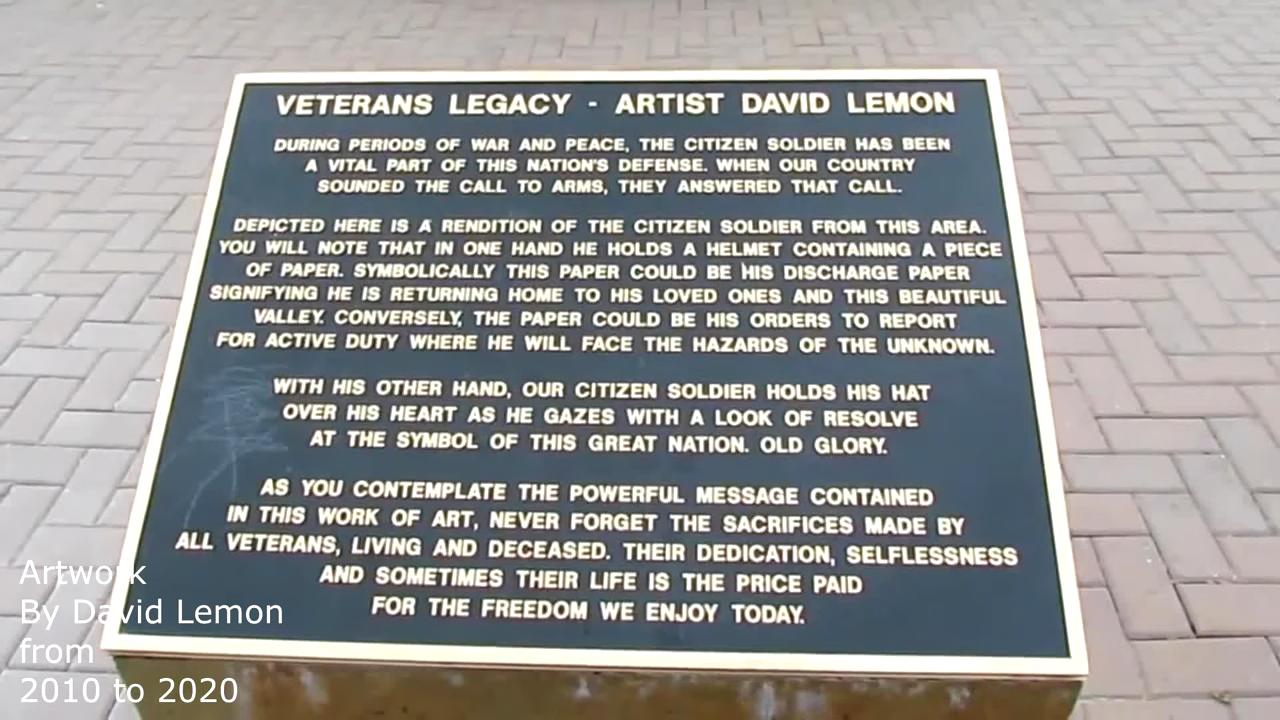 VETERANS LEGACY - ARTIST DAVID LEMON
DURING PERIODS OF WAR AND PEACE, THE CITIZEN SOLDIER HAS BEEN
A VITAL PART OF THIS NATION'S DEFENSE. WHEN OUR COUNTRY
SOUNDED THE CALL TO ARMS, THEY ANSWERED THAT CALL.
DEPICTED HERE IS A RENDITION OF THE CITIZEN SOLDIER FROM THIS AREA.
YOU WILL NOTE THAT IN ONE HAND HE HOLDS A HELMET CONTAINING A PIECE
OF PAPER. SYMBOLICALLY THIS PAPER COULD BE HIS DISCHARGE PAPER
SIGNIFYING HE IS RETURNING HOME TO HIS LOVED ONES AND THIS BEAUTIFUL
VALLEY. CONVERSELY, THE PAPER COULD BE HIS ORDERS TO REPORT
FOR ACTIVE DUTY WHERE HE WILL FACE THE HAZARDS OF THE UNKNOWN.
WITH HIS OTHER HAND, OUR CITIZEN SOLDIER HOLDS HIS HAT
OVER HIS HEART AS HE GAZES WITH A LOOK OF RESOLVE
AT THE SYMBOL OF THIS GREAT NATION. OLD GLORY.
AS YOU CONTEMPLATE THE POWERFUL MESSAGE CONTAINED
IN THIS WORK OF ART, NEVER FORGET THE SACRIFICES MADE BY
ALL VETERANS, LIVING AND DECEASED. THEIR DEDICATION, SELFLESSNESS
AND SOMETIMES THEIR LIFE IS THE PRICE PAID
FOR THE FREEDOM WE ENJOY TODAY.
Artwork
By David Lemon
from
2010 to 2020